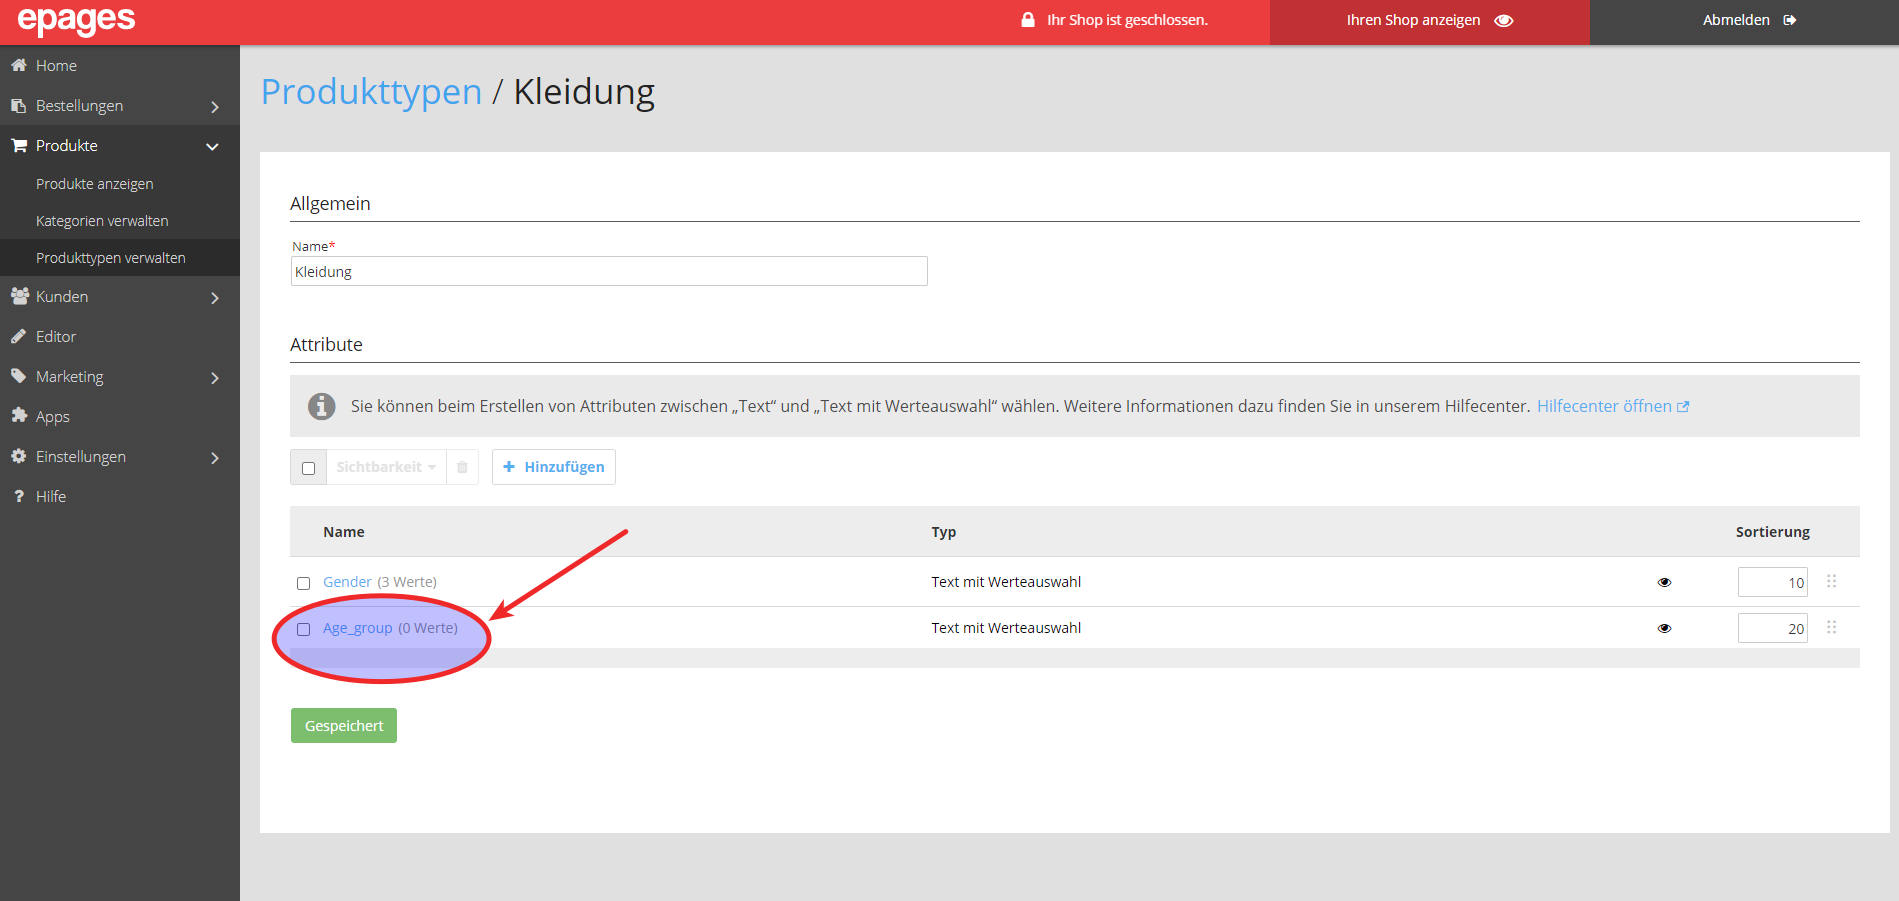 epages
Ihr Shop ist geschlossen.
Ihren Shop anzeigen
Abmelden
Home
Bestellungen
Produkte
Produkte anzeigen
Kategorien verwalten
Produkttypen verwalten
Kunden
Editor
Marketing
Apps
Einstellungen
Hilfe
Produkttypen / Kleidung
Allgemein
Name*
Kleidung
Attribute
Sie können beim Erstellen von Attributen zwischen „Text“ und „Text mit Werteauswahl“ wählen. Weitere Informationen dazu finden Sie in unserem Hilfecenter. Hilfecenter öffnen
Sichtbarkeit
+ Hinzufügen
Name Typ Sortierung
Gender (3 Werte) Text mit Werteauswahl 10
Age_group (0 Werte) Text mit Werteauswahl 20
Gespeichert